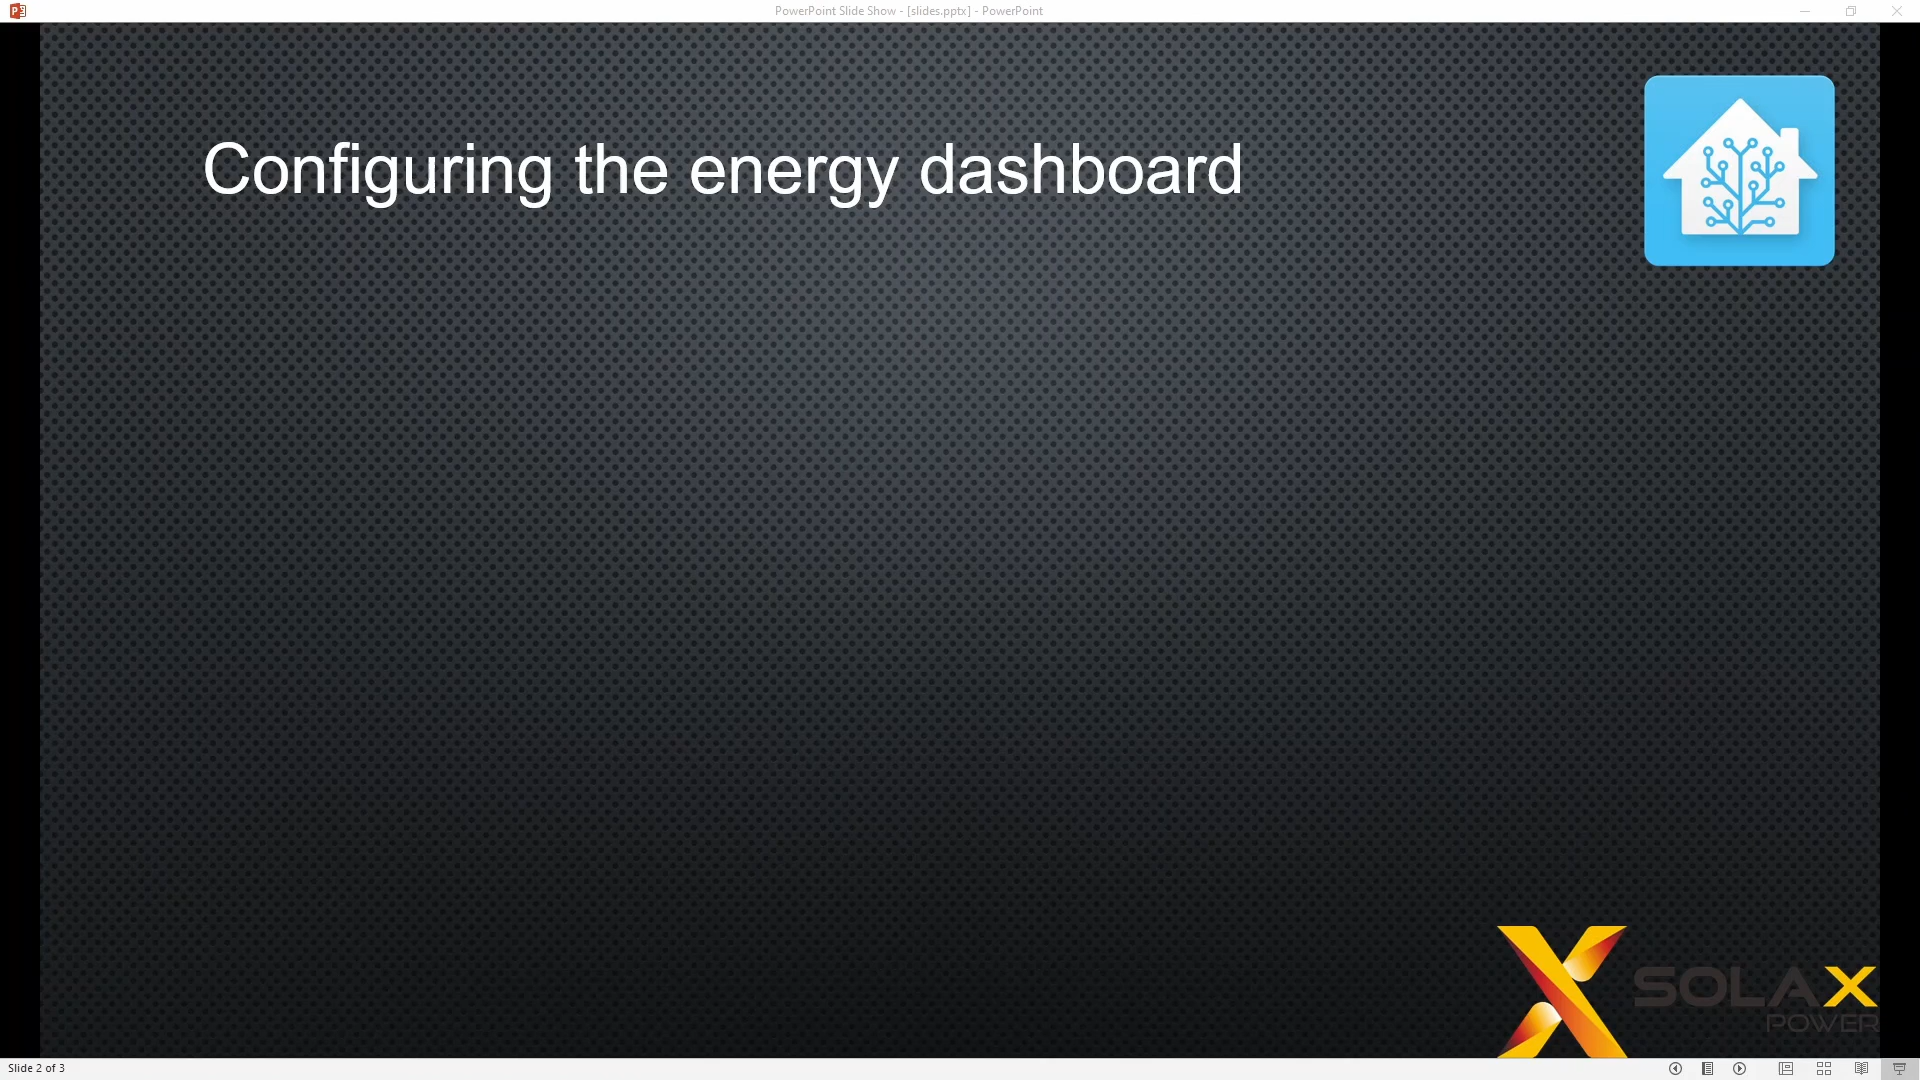 PowerPoint Slide Show - [slides.pptx] - PowerPoint
Configuring the energy dashboard
SOLAX
POWER
Slide 2 of 3